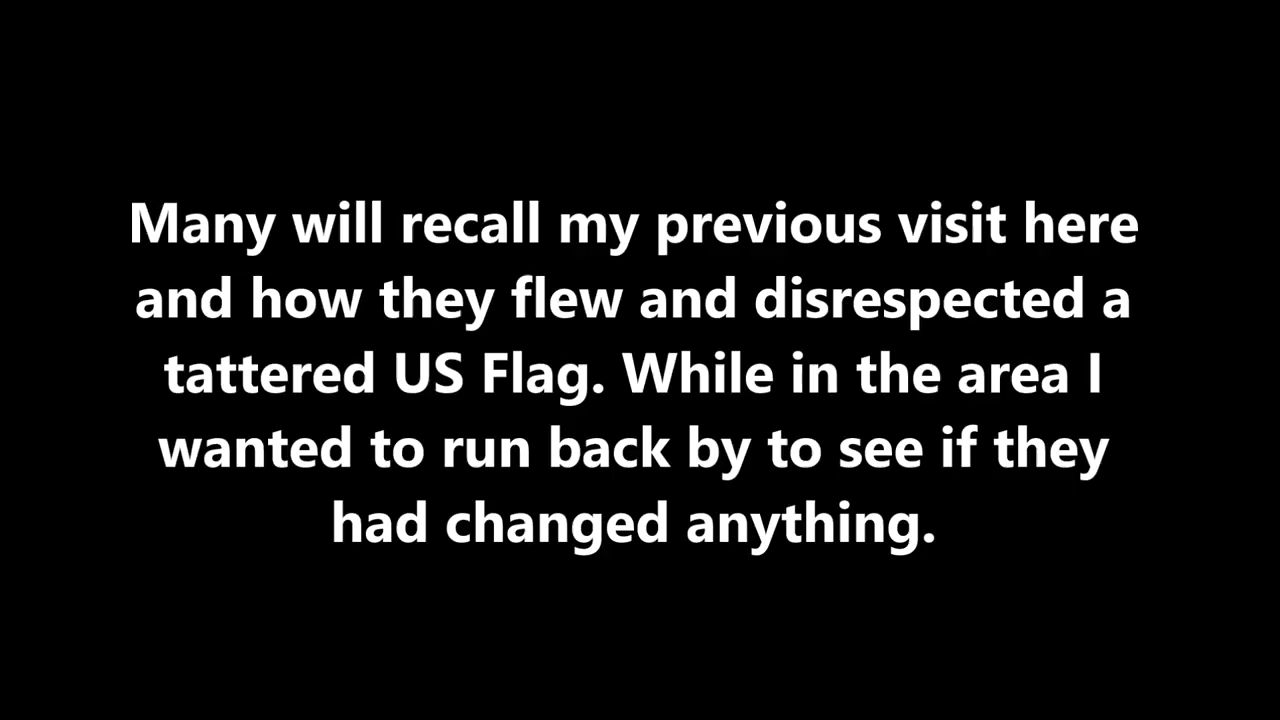 Many will recall my previous visit here
and how they flew and disrespected a
tattered US Flag. While in the area I
wanted to run back by to see if they
had changed anything.